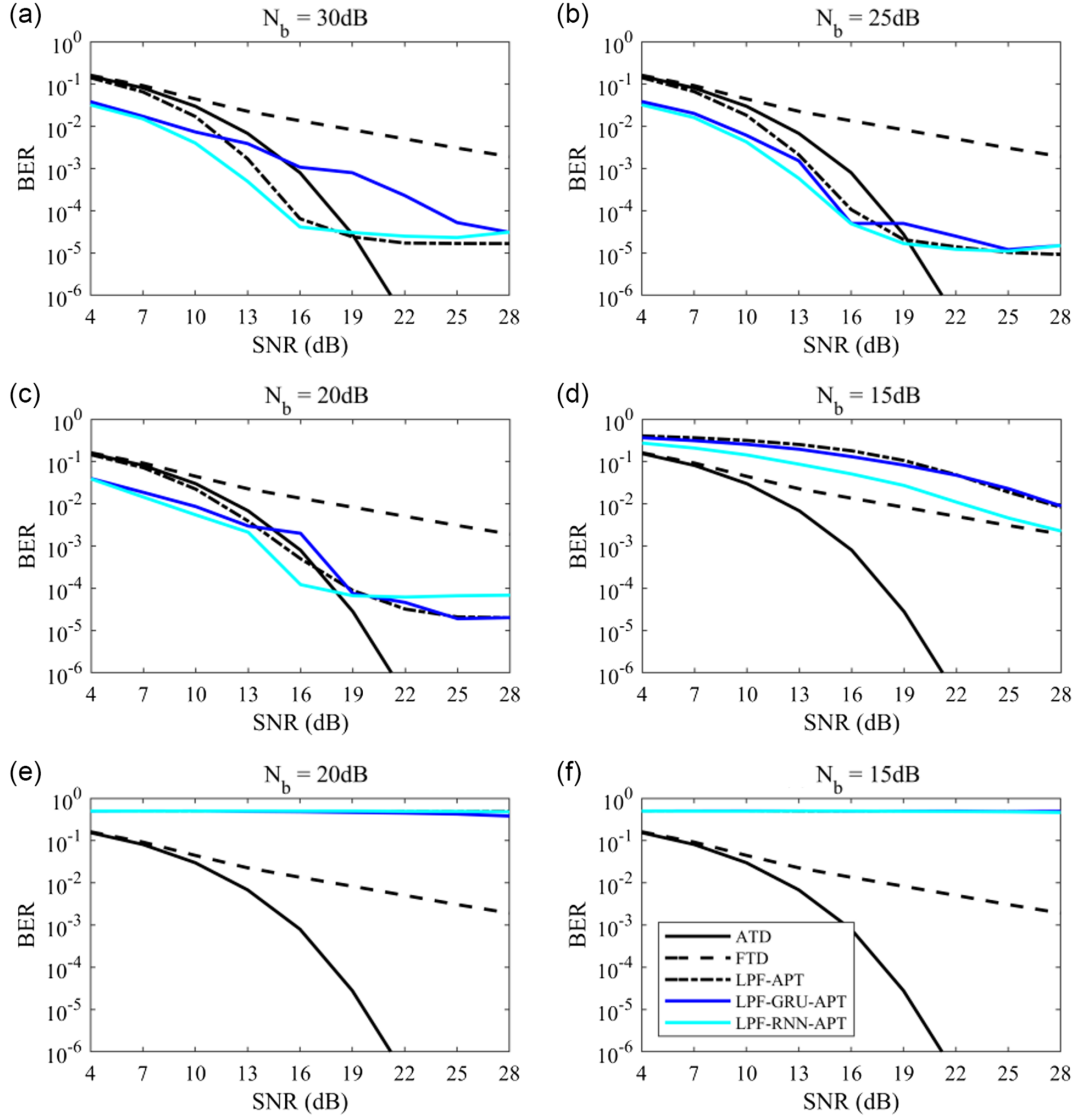 (a)
N_b = 30dB
10^0
10^-1
10^-2
10^-3
10^-4
10^-5
10^-6
BER
4 7 10 13 16 19 22 25 28
SNR (dB)
(b)
N_b = 25dB
10^0
10^-1
10^-2
10^-3
10^-4
10^-5
10^-6
BER
4 7 10 13 16 19 22 25 28
SNR (dB)
(c)
N_b = 20dB
10^0
10^-1
10^-2
10^-3
10^-4
10^-5
10^-6
BER
4 7 10 13 16 19 22 25 28
SNR (dB)
(d)
N_b = 15dB
10^0
10^-1
10^-2
10^-3
10^-4
10^-5
10^-6
BER
4 7 10 13 16 19 22 25 28
SNR (dB)
(e)
N_b = 20dB
10^0
10^-1
10^-2
10^-3
10^-4
10^-5
10^-6
BER
4 7 10 13 16 19 22 25 28
SNR (dB)
(f)
N_b = 15dB
10^0
10^-1
10^-2
10^-3
10^-4
10^-5
10^-6
BER
ATD
FTD
LPF-APT
LPF-GRU-APT
LPF-RNN-APT
4 7 10 13 16 19 22 25 28
SNR (dB)